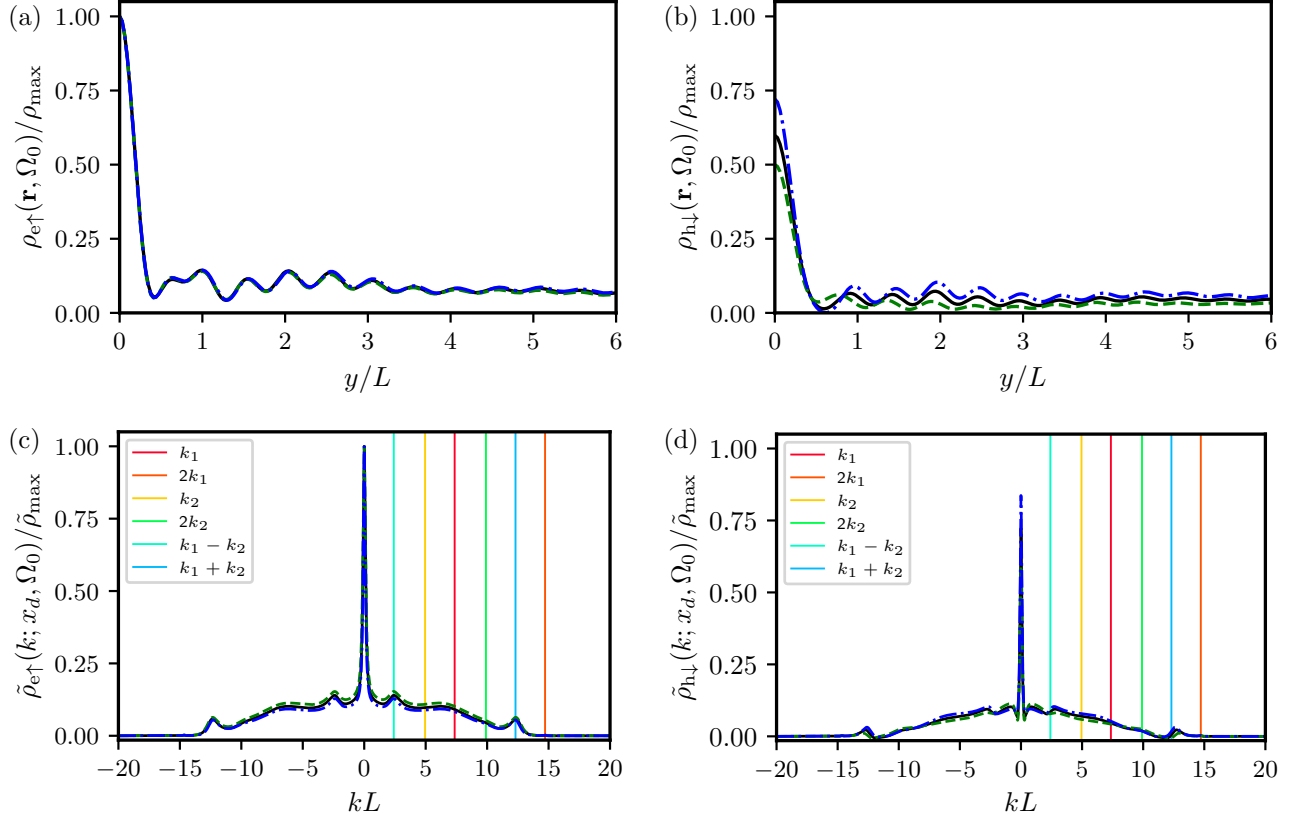 (a)
1.00
0.75
0.50
0.25
0.00
ρe↑(r, Ω0)/ρmax
0 1 2 3 4 5 6
y/L
(b)
1.00
0.75
0.50
0.25
0.00
ρh↓(r, Ω0)/ρmax
0 1 2 3 4 5 6
y/L
(c)
1.00
0.75
0.50
0.25
0.00
ρ̃e↑(k; xd, Ω0)/ρ̃max
k1
2k1
k2
2k2
k1 − k2
k1 + k2
−20 −15 −10 −5 0 5 10 15 20
kL
(d)
1.00
0.75
0.50
0.25
0.00
ρ̃h↓(k; xd, Ω0)/ρ̃max
k1
2k1
k2
2k2
k1 − k2
k1 + k2
−20 −15 −10 −5 0 5 10 15 20
kL